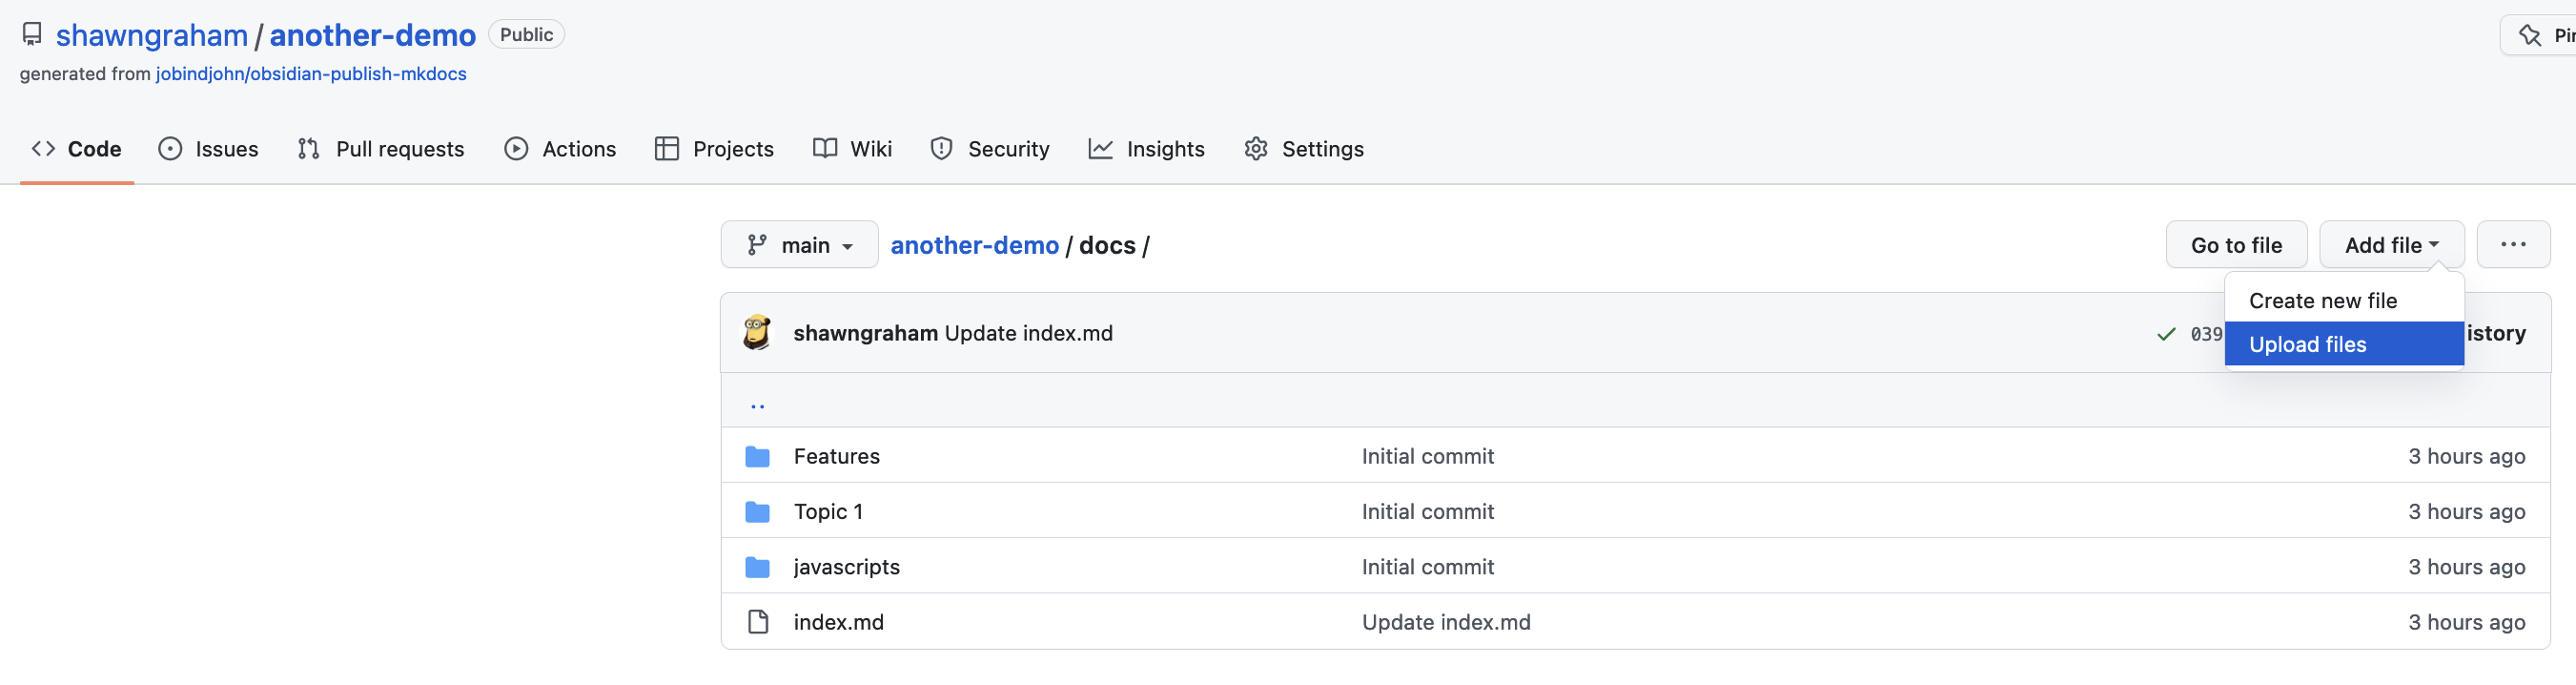 shawngraham / another-demo Public
generated from jobindjohn/obsidian-publish-mkdocs
Code Issues Pull requests Actions Projects Wiki Security Insights Settings
main another-demo / docs / Go to file Add file ...
Create new file
shawngraham Update index.md 039
Upload files
..
Features Initial commit 3 hours ago
Topic 1 Initial commit 3 hours ago
javascripts Initial commit 3 hours ago
index.md Update index.md 3 hours ago